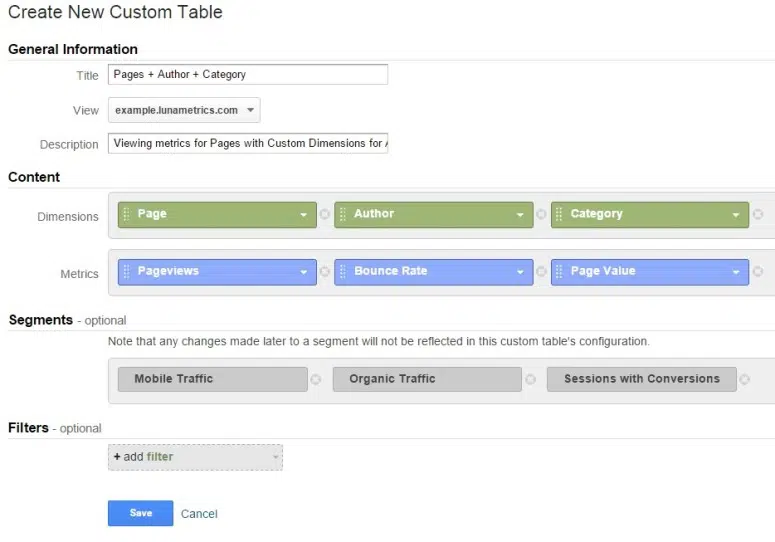 Create New Custom Table
General Information
Title Pages + Author + Category
View example.lunametrics.com
Description Viewing metrics for Pages with Custom Dimensions for A
Content
Dimensions Page Author Category
Metrics Pageviews Bounce Rate Page Value
Segments - optional
Note that any changes made later to a segment will not be reflected in this custom table's configuration.
Mobile Traffic Organic Traffic Sessions with Conversions
Filters - optional
+ add filter
Save Cancel